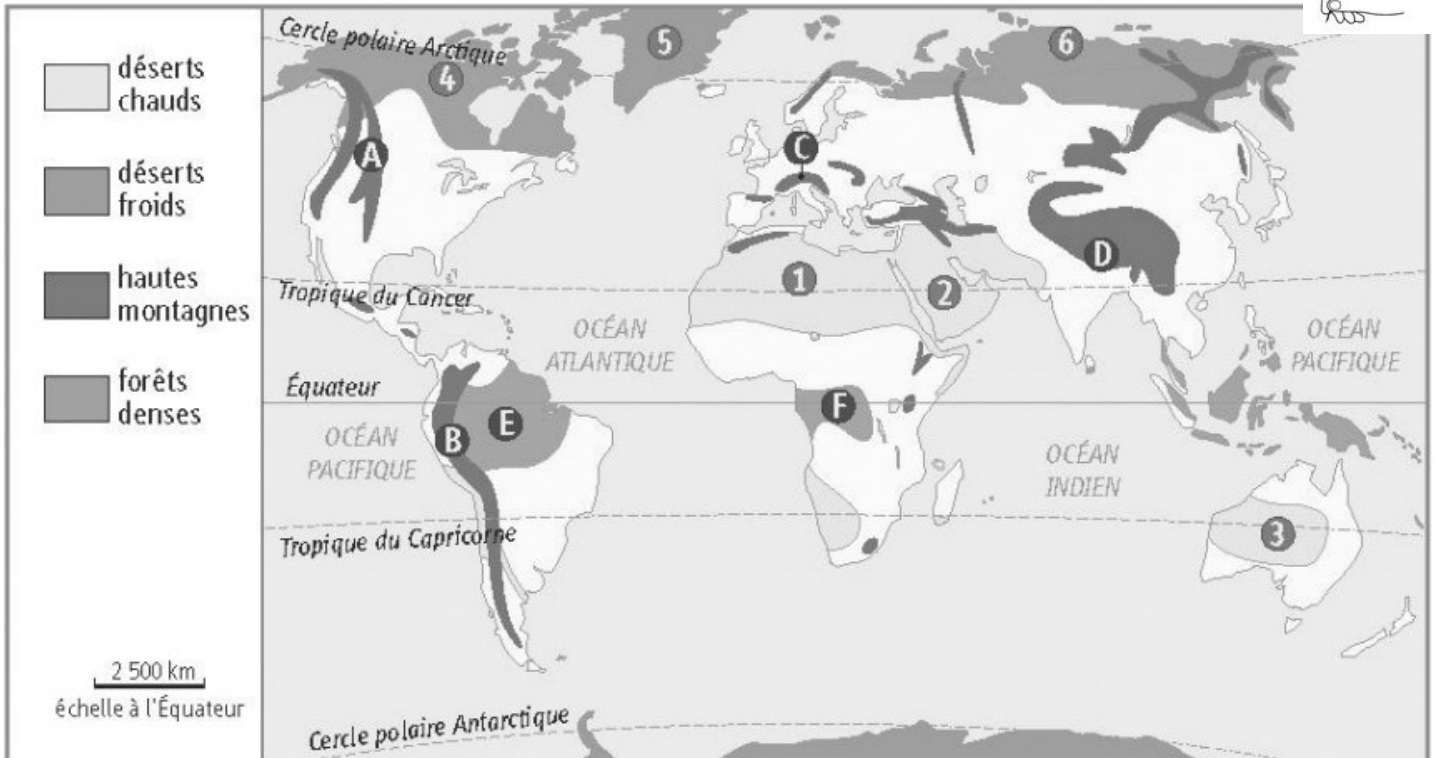 déserts
chauds
déserts
froids
hautes
montagnes
forêts
denses
2 500 km
échelle à l'Équateur
Cercle polaire Arctique
4
5
6
A
C
D
1
2
Tropique du Cancer
OCÉAN
ATLANTIQUE
OCÉAN
PACIFIQUE
Équateur
B
E
F
OCÉAN
PACIFIQUE
OCÉAN
INDIEN
Tropique du Capricorne
3
Cercle polaire Antarctique